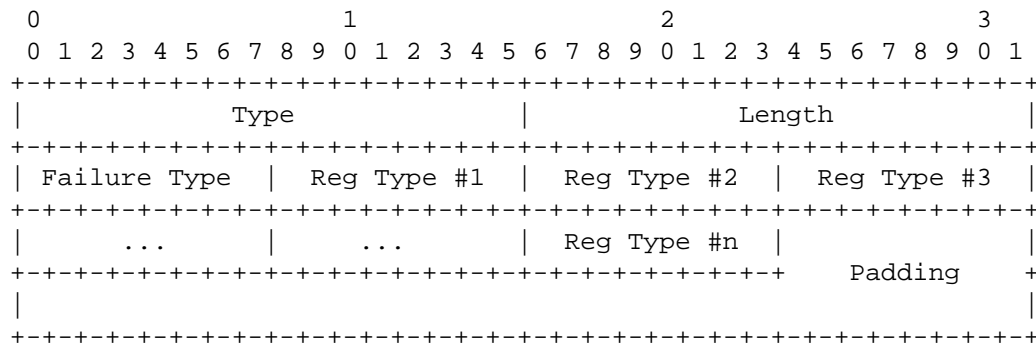 0                   1                   2                   3
 0 1 2 3 4 5 6 7 8 9 0 1 2 3 4 5 6 7 8 9 0 1 2 3 4 5 6 7 8 9 0 1
+-+-+-+-+-+-+-+-+-+-+-+-+-+-+-+-+-+-+-+-+-+-+-+-+-+-+-+-+-+-+-+-+
|             Type              |             Length            |
+-+-+-+-+-+-+-+-+-+-+-+-+-+-+-+-+-+-+-+-+-+-+-+-+-+-+-+-+-+-+-+-+
| Failure Type  |  Reg Type #1  |  Reg Type #2  |  Reg Type #3  |
+-+-+-+-+-+-+-+-+-+-+-+-+-+-+-+-+-+-+-+-+-+-+-+-+-+-+-+-+-+-+-+-+
|      ...      |     ...       |  Reg Type #n  |               |
+-+-+-+-+-+-+-+-+-+-+-+-+-+-+-+-+-+-+-+-+-+-+-+-+    Padding    +
|                                                               |
+-+-+-+-+-+-+-+-+-+-+-+-+-+-+-+-+-+-+-+-+-+-+-+-+-+-+-+-+-+-+-+-+